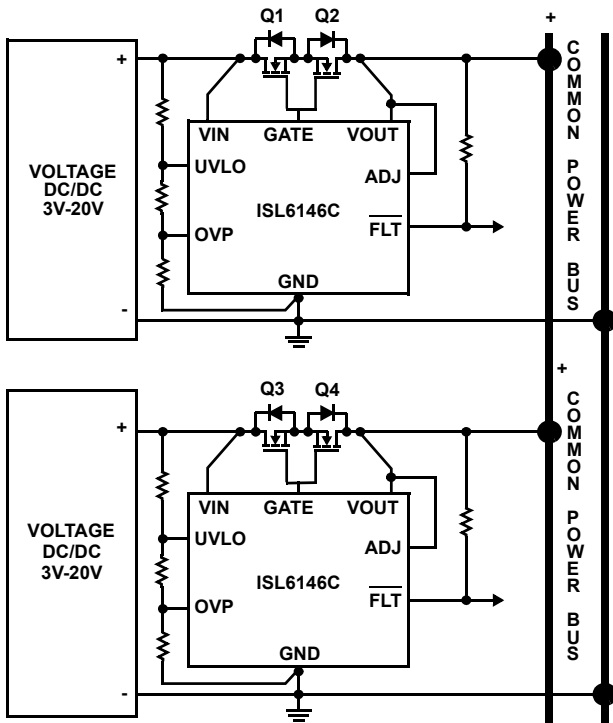 Q1 Q2
+
+
VIN GATE VOUT
VOLTAGE
DC/DC
3V-20V
UVLO
ADJ
ISL6146C
OVP
FLT
GND
-
COMMON POWER BUS
+
Q3 Q4
+
VIN GATE VOUT
VOLTAGE
DC/DC
3V-20V
UVLO
ADJ
ISL6146C
OVP
FLT
GND
-
COMMON POWER BUS